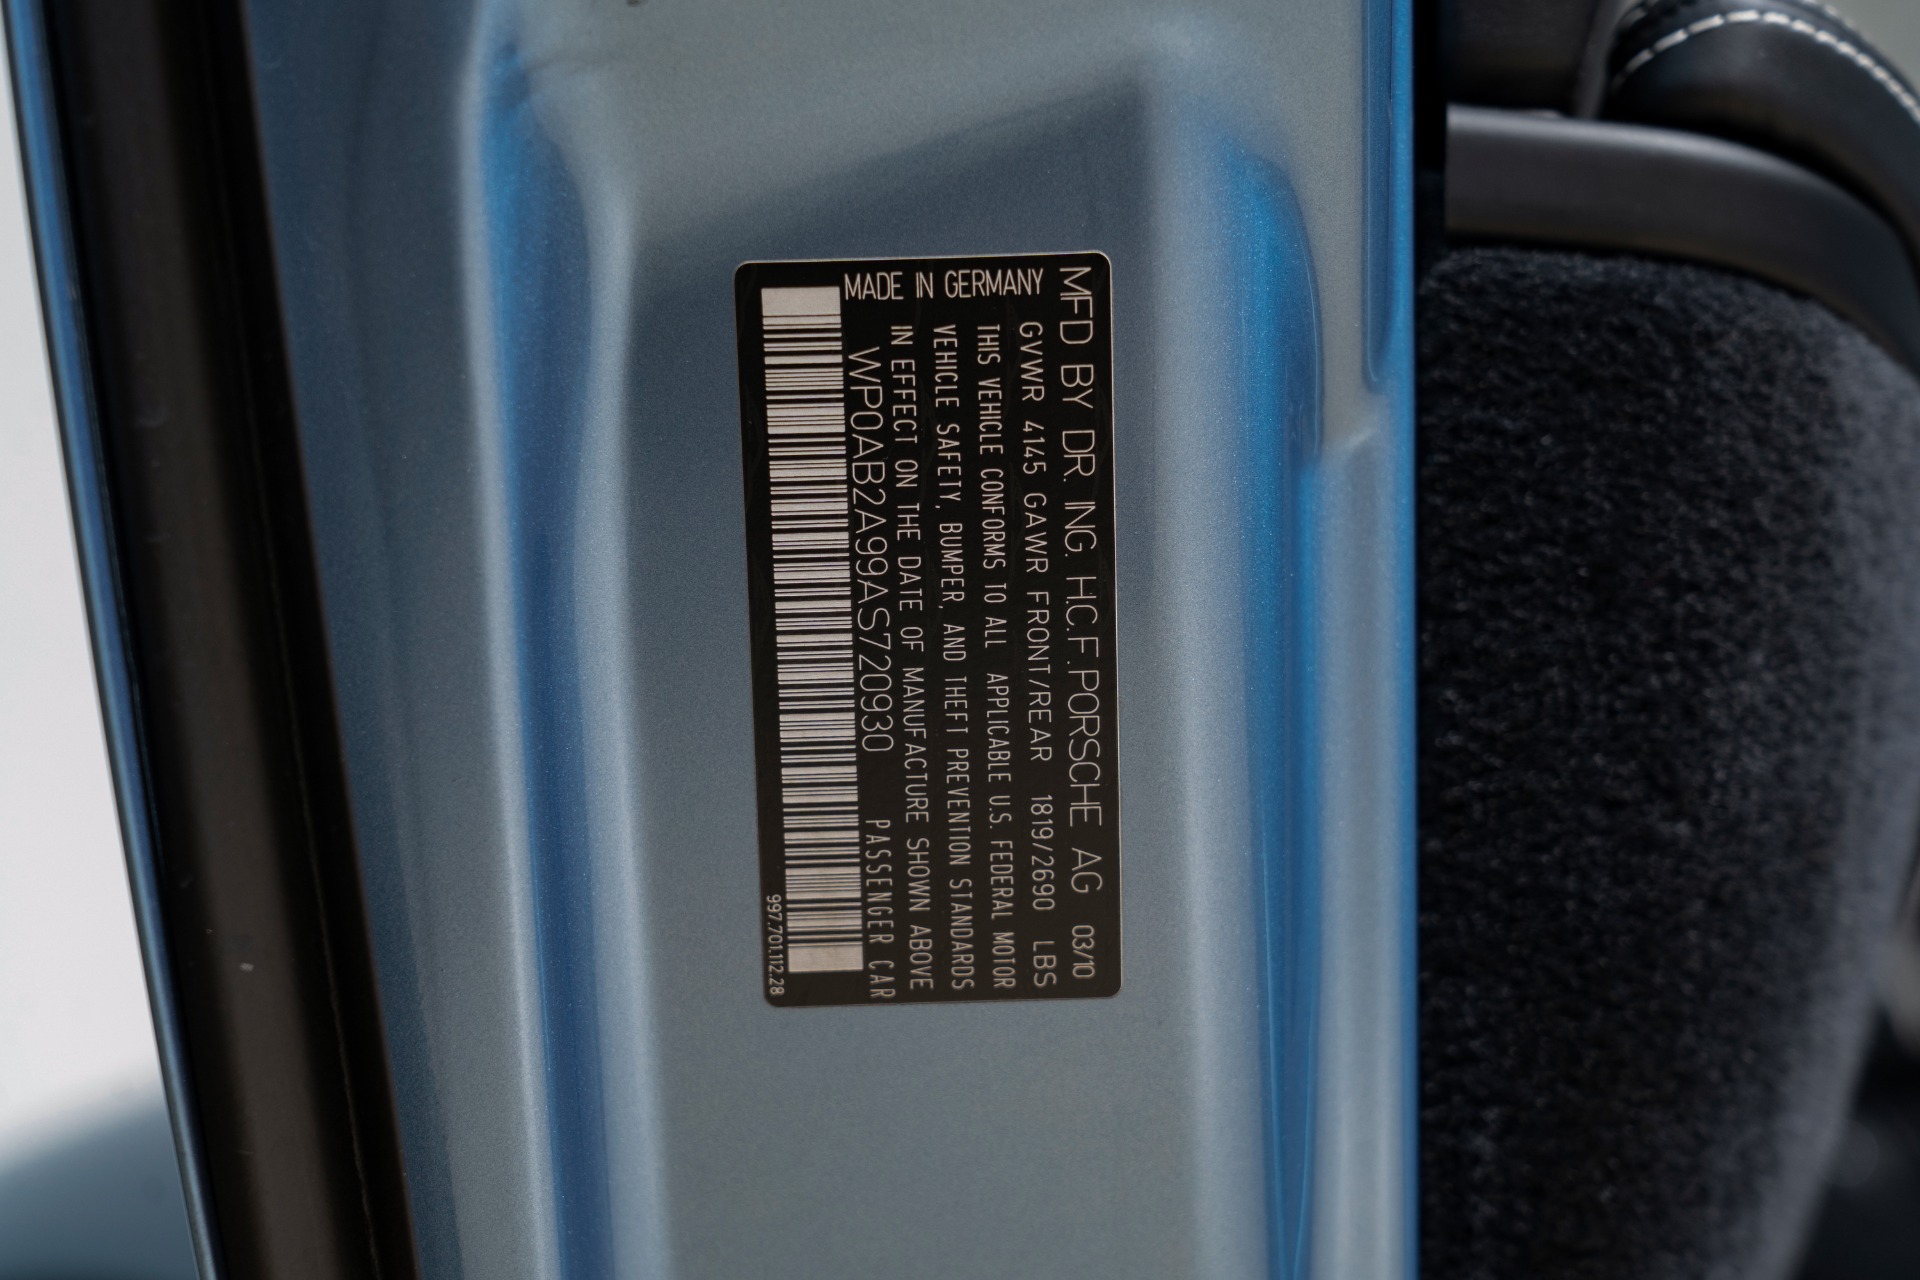 MFD BY DR. ING H.C.F.PORSCHE AG 03/10
GVWR 4145 GAWR FRONT/REAR 1819/2690 LBS
THIS VEHICLE CONFORMS TO ALL APPLICABLE U.S. FEDERAL MOTOR
VEHICLE SAFETY, BUMPER, AND THEFT PREVENTION STANDARDS
IN EFFECT ON THE DATE OF MANUFACTURE SHOWN ABOVE
WP0AB2A99AS720930 PASSENGER CAR
MADE IN GERMANY
997.701.112.28